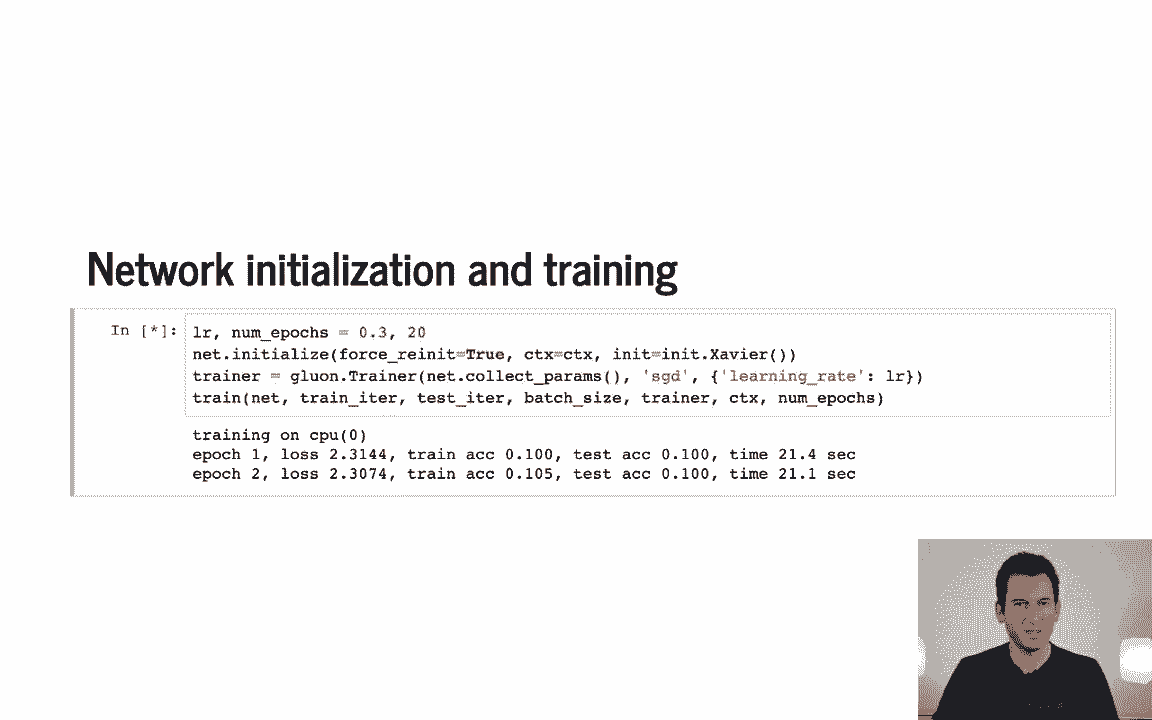 Network initialization and training
In [*]: lr, num_epochs = 0.3, 20
net.initialize(force_reinit=True, ctx=ctx, init=init.Xavier())
trainer = gluon.Trainer(net.collect_params(), 'sgd', {'learning_rate': lr})
train(net, train_iter, test_iter, batch_size, trainer, ctx, num_epochs)
training on cpu(0)
epoch 1, loss 2.3144, train acc 0.100, test acc 0.100, time 21.4 sec
epoch 2, loss 2.3074, train acc 0.105, test acc 0.100, time 21.1 sec